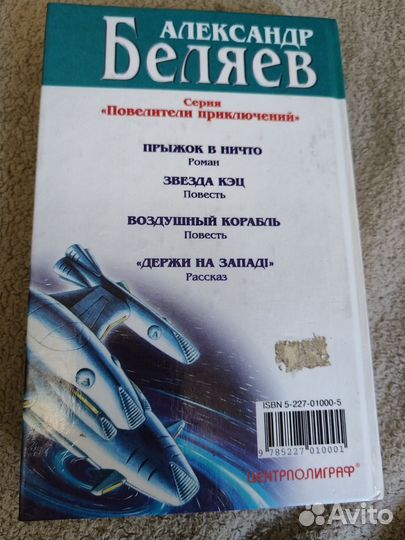 АЛЕКСАНДР
БЕЛЯЕВ
Серия
«Повелители приключений»
ПРЫЖОК В НИЧТО
Роман
ЗВЕЗДА КЭЦ
Повесть
ВОЗДУШНЫЙ КОРАБЛЬ
Повесть
«ДЕРЖИ НА ЗАПАД!»
Рассказ
ISBN 5-227-01000-5
9 785227 010001
ЦЕНТРПОЛИГРАФ®
Avito